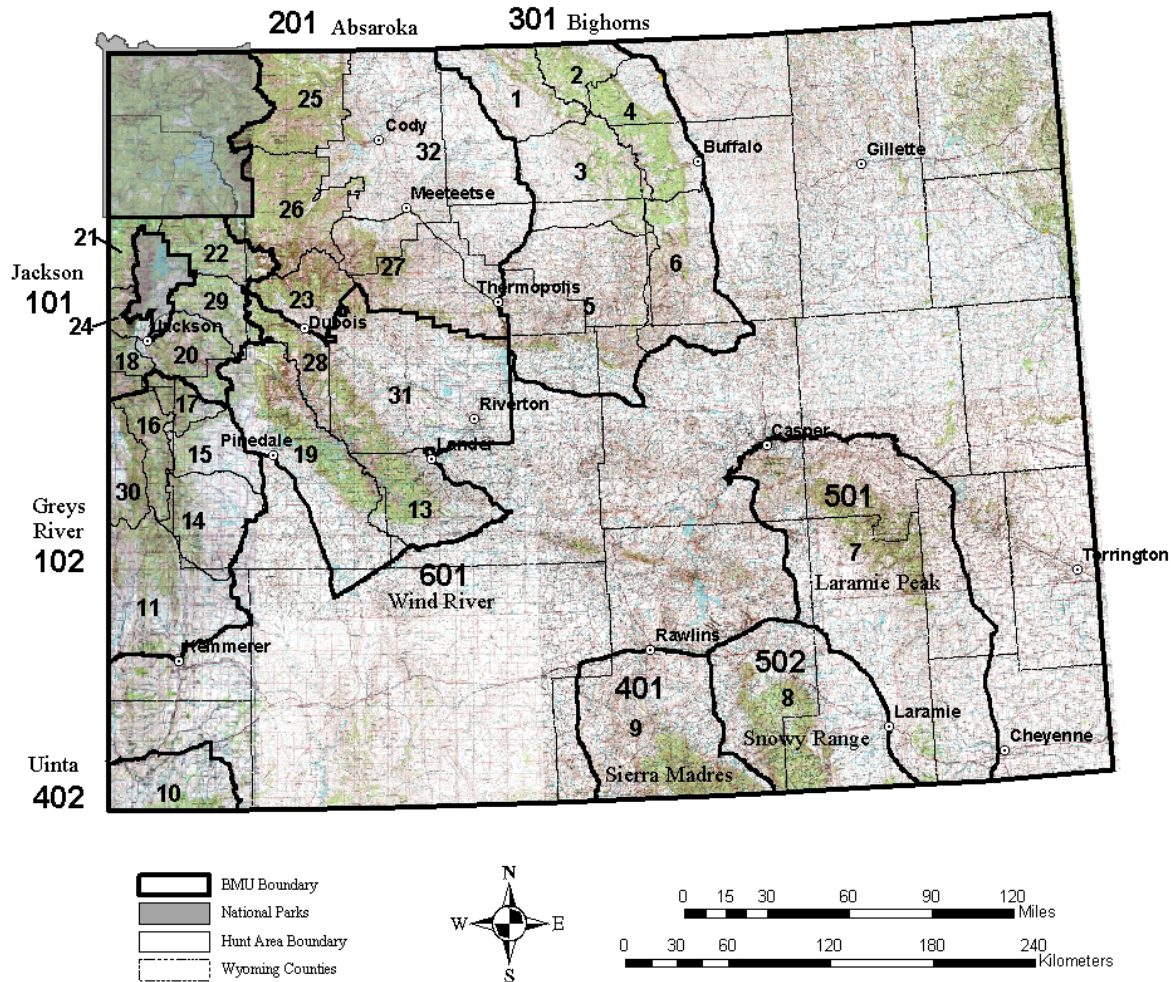 201 Absaroka
301 Bighorns
25
Cody
32
1
2
4
Buffalo
Gillette
3
26
Meeteetse
21
22
Jackson
101
29
27
23
Dubois
Thermopolis
5
6
24
Jackson
18
20
28
17
16
15
Pinedale
19
31
Riverton
Lander
13
30
14
Greys
River
102
Casper
501
7
Laramie Peak
Torrington
601
Wind River
11
Kemmerer
Rawlins
401
9
Sierra Madres
502
8
Snowy Range
Laramie
Cheyenne
Uinta
402
10
BMU Boundary
National Parks
Hunt Area Boundary
Wyoming Counties
N
W E
S
0 15 30 60 90 120
Miles
0 30 60 120 180 240
Kilometers